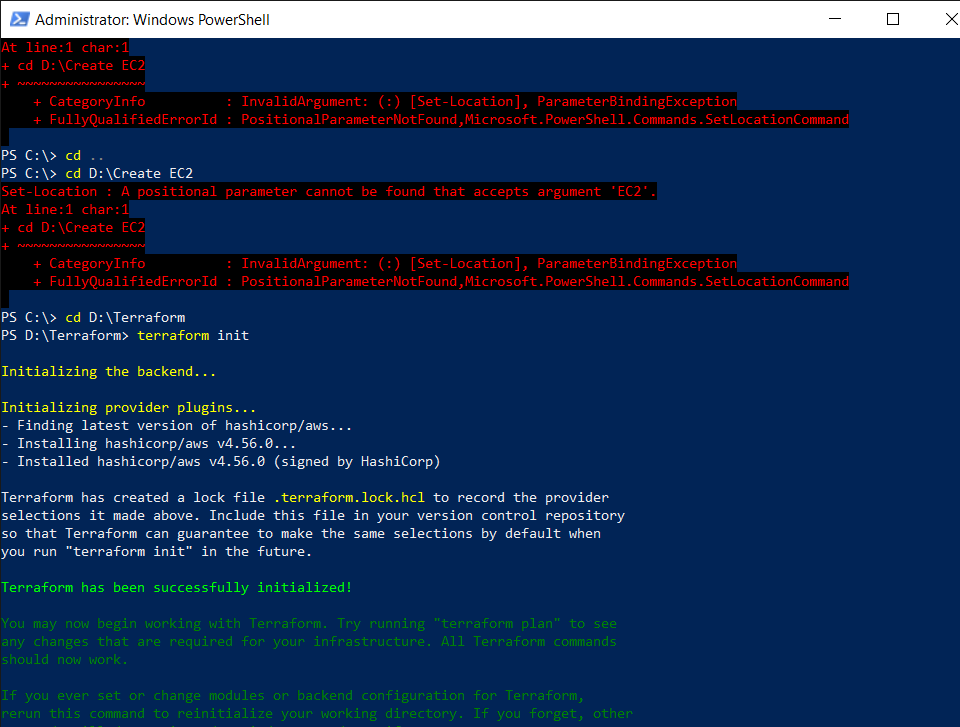 Administrator: Windows PowerShell
At line:1 char:1
+ cd D:\Create EC2
+ ~~~~~~~~~~~~~~~~
    + CategoryInfo          : InvalidArgument: (:) [Set-Location], ParameterBindingException
    + FullyQualifiedErrorId : PositionalParameterNotFound,Microsoft.PowerShell.Commands.SetLocationCommand
PS C:\> cd ..
PS C:\> cd D:\Create EC2
Set-Location : A positional parameter cannot be found that accepts argument 'EC2'.
At line:1 char:1
+ cd D:\Create EC2
+ ~~~~~~~~~~~~~~~~
    + CategoryInfo          : InvalidArgument: (:) [Set-Location], ParameterBindingException
    + FullyQualifiedErrorId : PositionalParameterNotFound,Microsoft.PowerShell.Commands.SetLocationCommand
PS C:\> cd D:\Terraform
PS D:\Terraform> terraform init
Initializing the backend...
Initializing provider plugins...
- Finding latest version of hashicorp/aws...
- Installing hashicorp/aws v4.56.0...
- Installed hashicorp/aws v4.56.0 (signed by HashiCorp)
Terraform has created a lock file .terraform.lock.hcl to record the provider
selections it made above. Include this file in your version control repository
so that Terraform can guarantee to make the same selections by default when
you run "terraform init" in the future.
Terraform has been successfully initialized!
You may now begin working with Terraform. Try running "terraform plan" to see
any changes that are required for your infrastructure. All Terraform commands
should now work.
If you ever set or change modules or backend configuration for Terraform,
rerun this command to reinitialize your working directory. If you forget, other